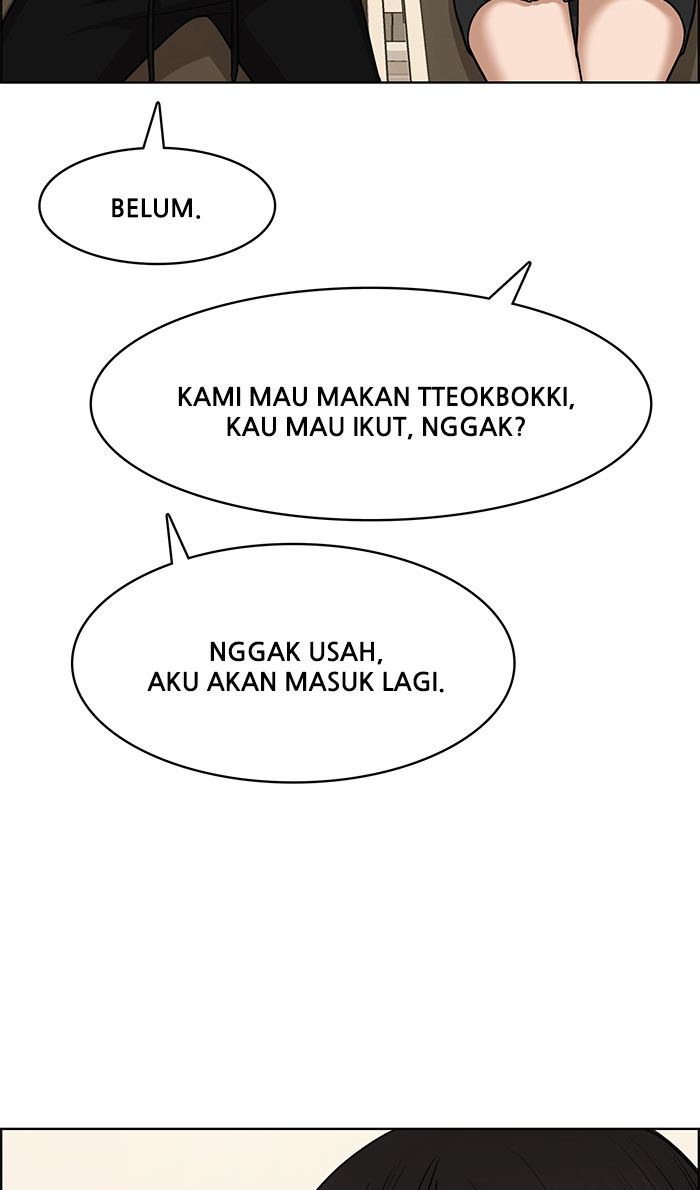 BELUM.
KAMI MAU MAKAN TTEOKBOKKI,
KAU MAU IKUT, NGGAK?
NGGAK USAH,
AKU AKAN MASUK LAGI.